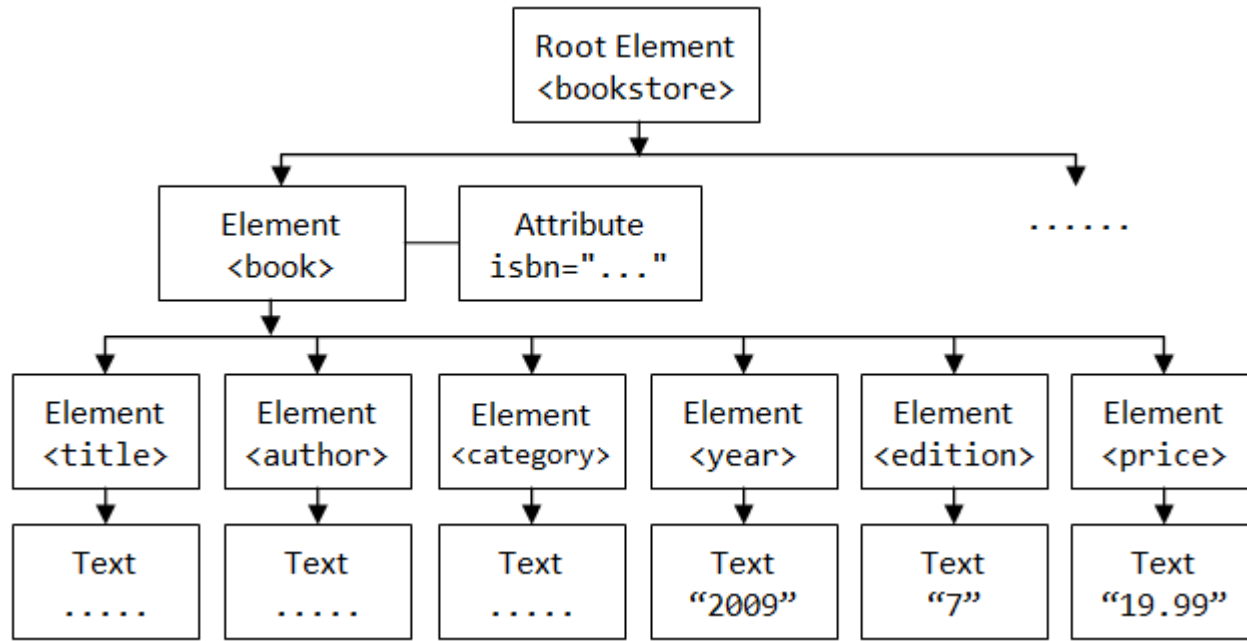 Root Element
<bookstore>
Element
<book>
Attribute
isbn="..."
......
Element
<title>
Element
<author>
Element
<category>
Element
<year>
Element
<edition>
Element
<price>
Text
.....
Text
.....
Text
.....
Text
“2009”
Text
“7”
Text
“19.99”